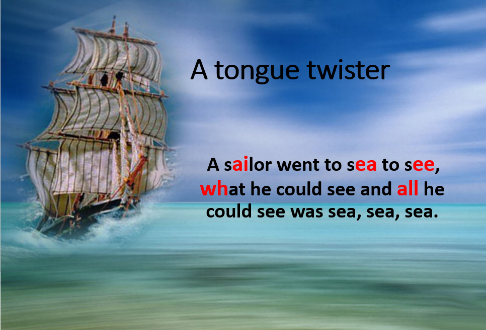 A tongue twister
A sailor went to sea to see,
what he could see and all he
could see was sea, sea, sea.